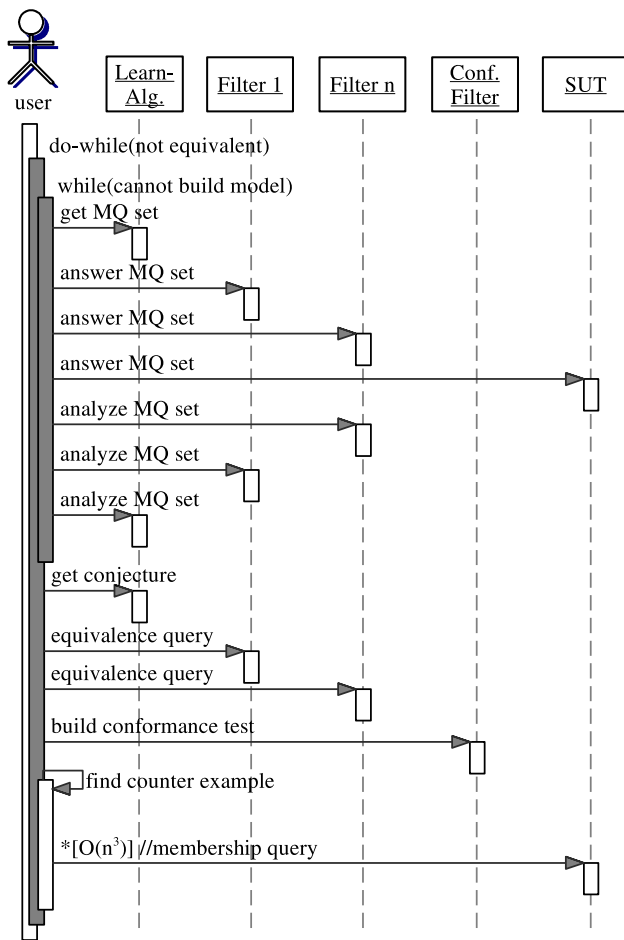 user
Learn-
Alg.
Filter 1
Filter n
Conf.
Filter
SUT
do-while(not equivalent)
while(cannot build model)
get MQ set
answer MQ set
answer MQ set
answer MQ set
analyze MQ set
analyze MQ set
analyze MQ set
get conjecture
equivalence query
equivalence query
build conformance test
find counter example
*[O(n³)] //membership query